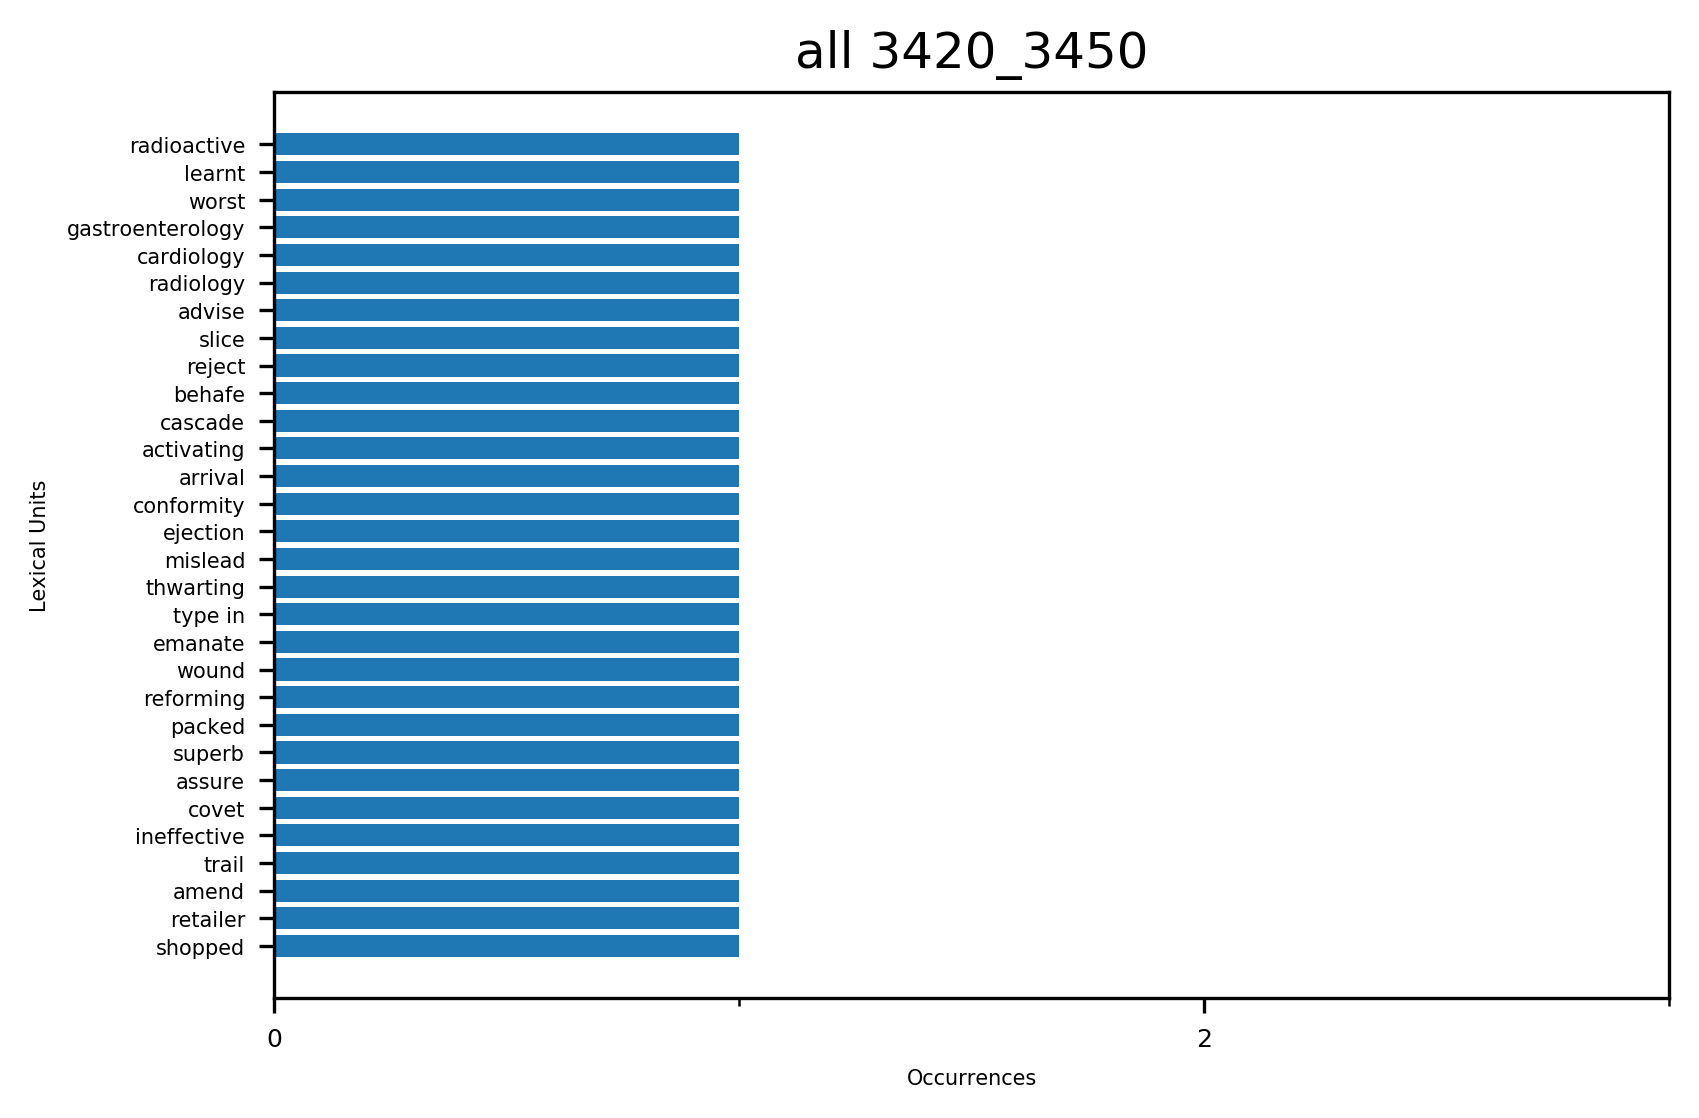 all 3420_3450
radioactive
learnt
worst
gastroenterology
cardiology
radiology
advise
slice
reject
behafe
cascade
activating
arrival
conformity
ejection
mislead
thwarting
type in
emanate
wound
reforming
packed
superb
assure
covet
ineffective
trail
amend
retailer
shopped
Lexical Units
0 2
Occurrences